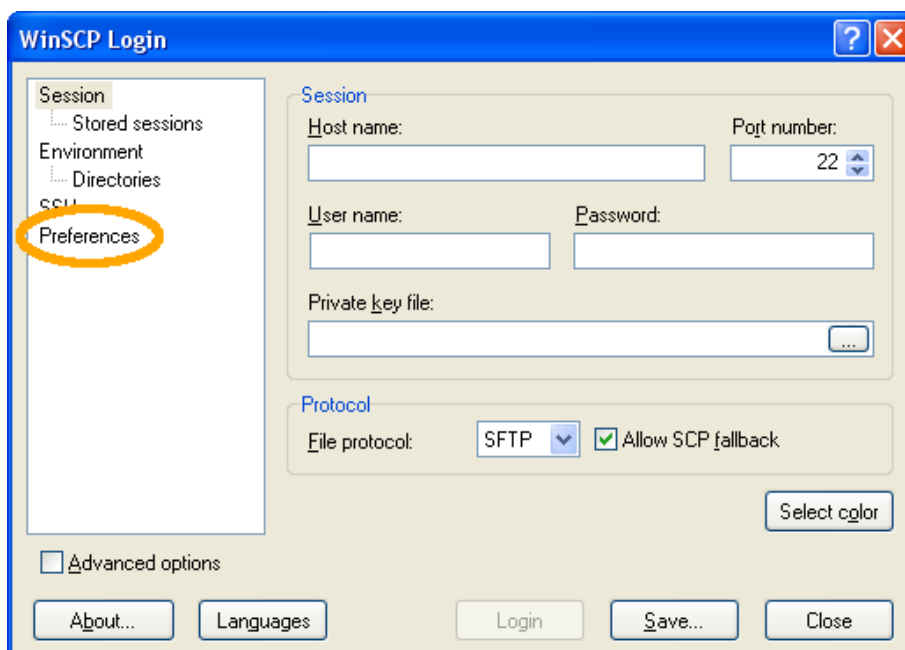 WinSCP Login
Session
Stored sessions
Environment
Directories
SSH
Preferences
Session
Host name:
Port number:
22
User name:
Password:
Private key file:
...
Protocol
File protocol:
SFTP
Allow SCP fallback
Select color
Advanced options
About...
Languages
Login
Save...
Close